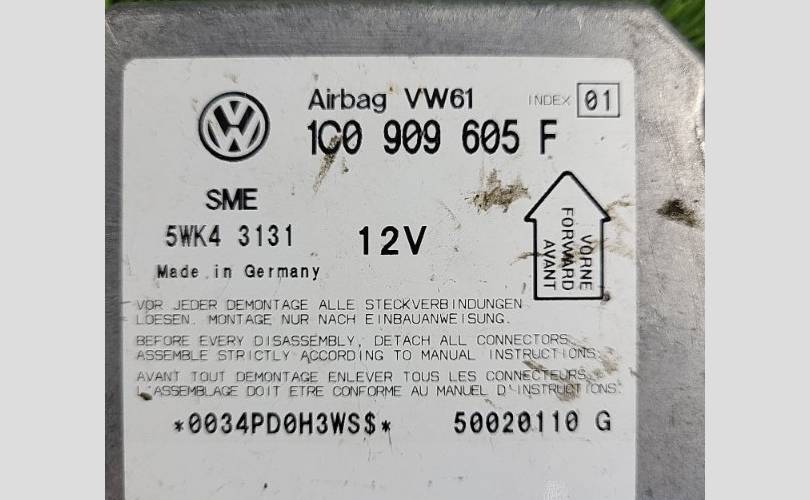 Airbag VW61 INDEX 01
1C0 909 605 F
SME
5WK4 3131
12V
Made in Germany
VORNE
FORWARD
AVANT
VOR JEDER DEMONTAGE ALLE STECKVERBINDUNGEN
LOESEN. MONTAGE NUR NACH EINBAUANWEISUNG.
BEFORE EVERY DISASSEMBLY, DETACH ALL CONNECTORS.
ASSEMBLE STRICTLY ACCORDING TO MANUAL INSTRUCTIONS.
AVANT TOUT DEMONTAGE ENLEVER TOUS LES CONNECTEURS.
L'ASSEMBLAGE DOIT ETRE CONFORME AU MANUEL D'INSTRUCTIONS.
*0034PD0H3WS$* 50020110 G